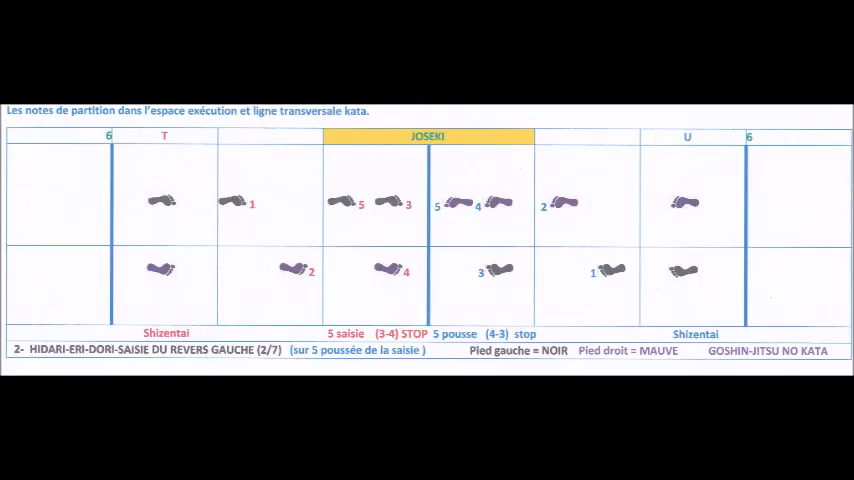 Les notes de partition dans l'espace exécution et ligne transversale kata.
6 T JOSEKI U 6
1 5 3 5 4 2
2 4 3 1
Shizentai 5 saisie (3-4) STOP 5 pousse (4-3) stop Shizentai
2- HIDARI-ERI-DORI-SAISIE DU REVERS GAUCHE (2/7) (sur 5 poussée de la saisie ) Pied gauche = NOIR Pied droit = MAUVE GOSHIN-JITSU NO KATA